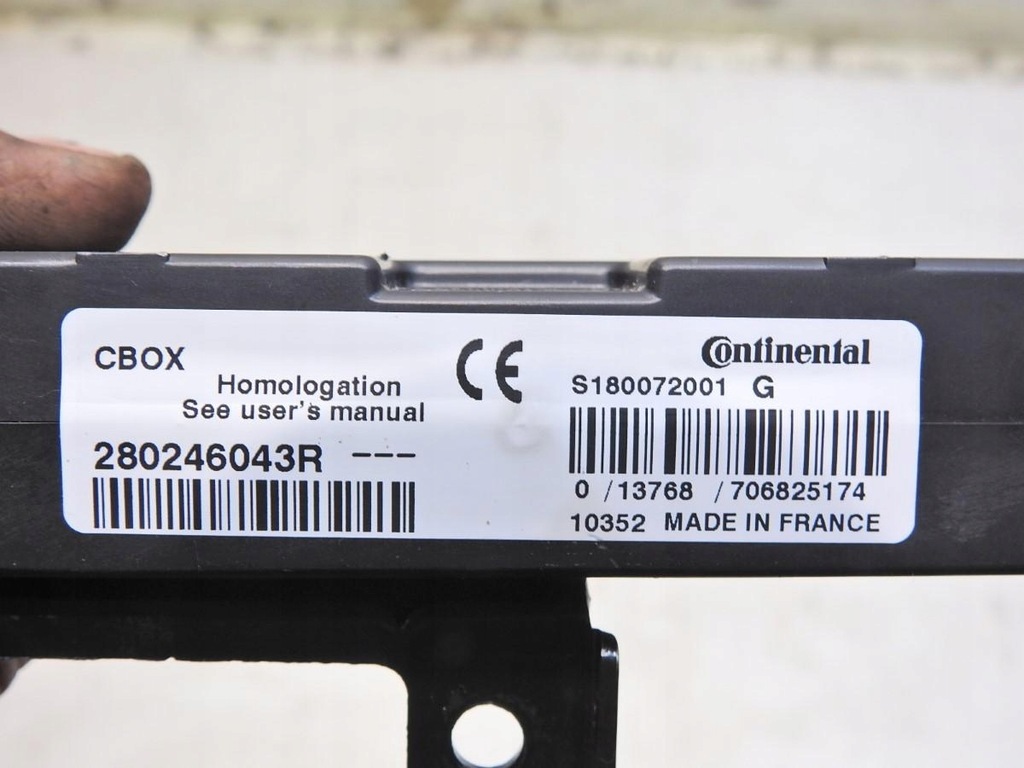 CBOX
Homologation
See user's manual
280246043R ---
CE
Continental
S180072001 G
0 /13768 /706825174
10352 MADE IN FRANCE